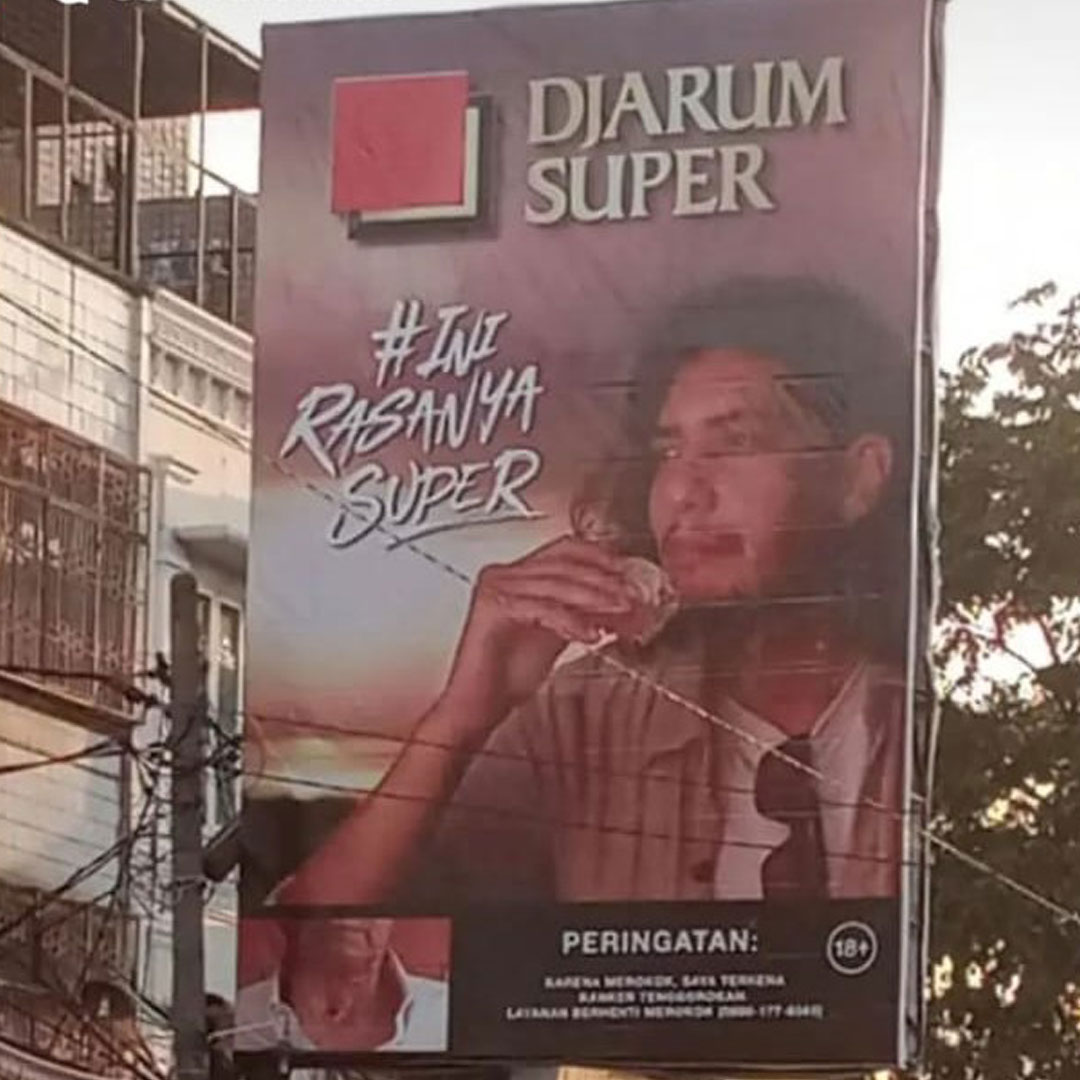 DJARUM
SUPER
#INI
RASANYA
SUPER
PERINGATAN:
18+
KARENA MEROKOK, SAYA TERKENA
KANKER TENGGOROKAN.
LAYANAN BERHENTI MEROKOK